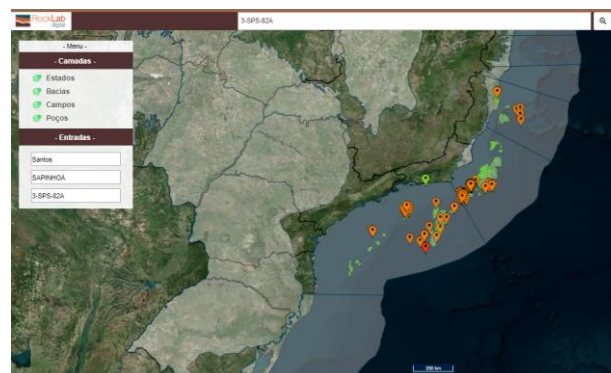 RockLab
digital
3-SPS-82A
- Menu -
- Camadas -
Estados
Bacias
Campos
Poços
- Entradas -
Santos
SAPINHOÁ
3-SPS-82A
200 km